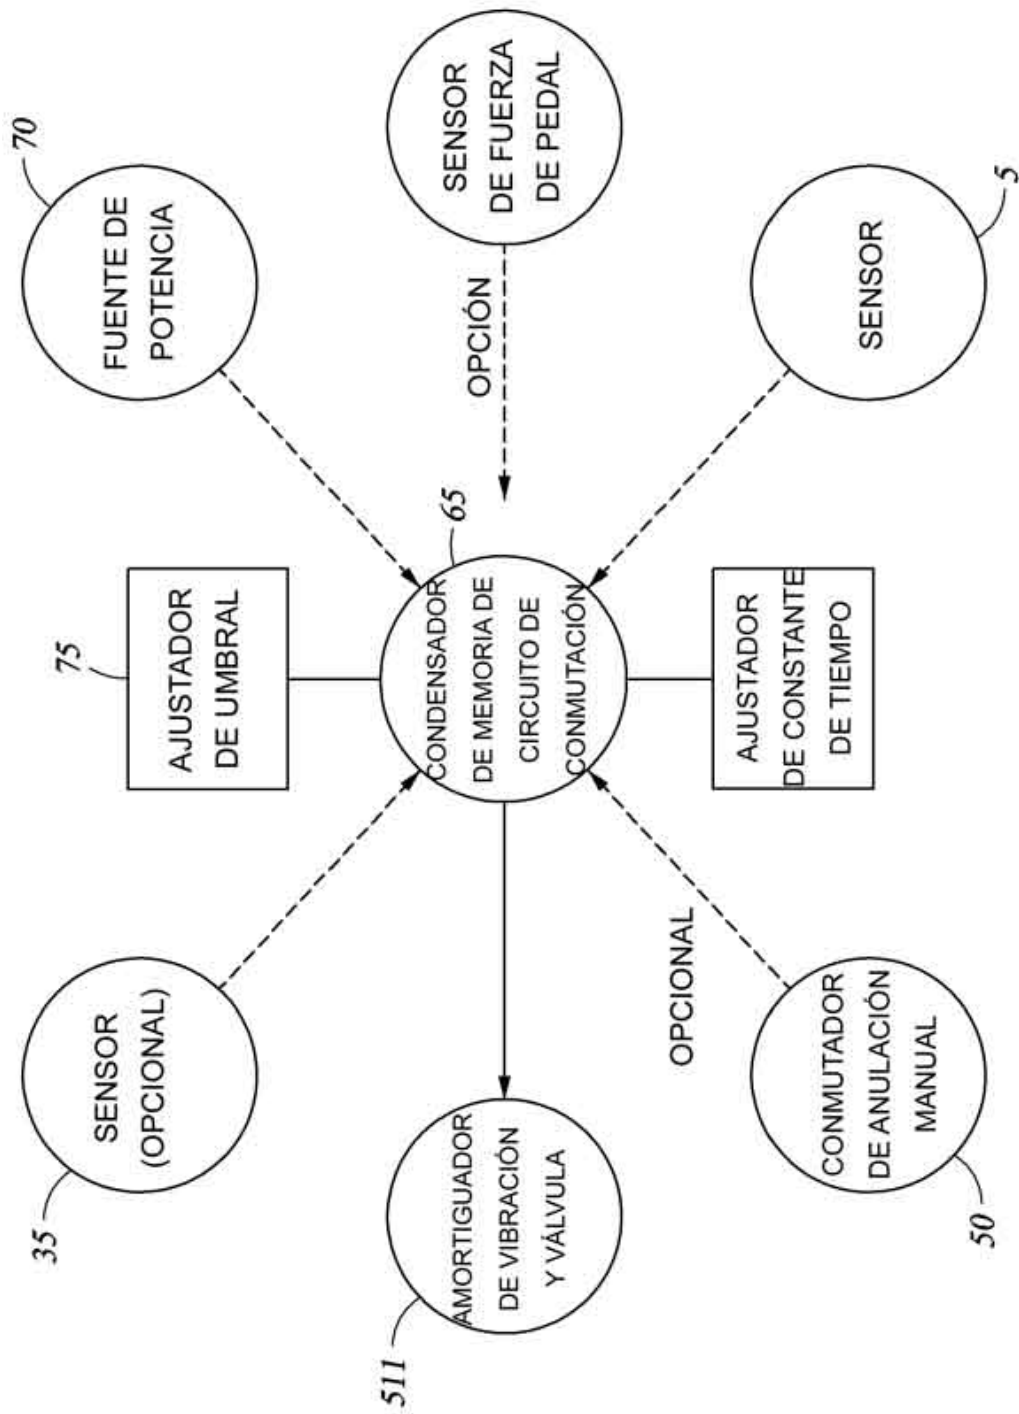 35
SENSOR
(OPCIONAL)
75
AJUSTADOR
DE UMBRAL
70
FUENTE DE
POTENCIA
511
AMORTIGUADOR
DE VIBRACIÓN
Y VÁLVULA
65
CONDENSADOR
DE MEMORIA DE
CIRCUITO DE
CONMUTACIÓN
OPCIÓN
SENSOR
DE FUERZA
DE PEDAL
OPCIONAL
50
CONMUTADOR
DE ANULACIÓN
MANUAL
AJUSTADOR
DE CONSTANTE
DE TIEMPO
SENSOR
5